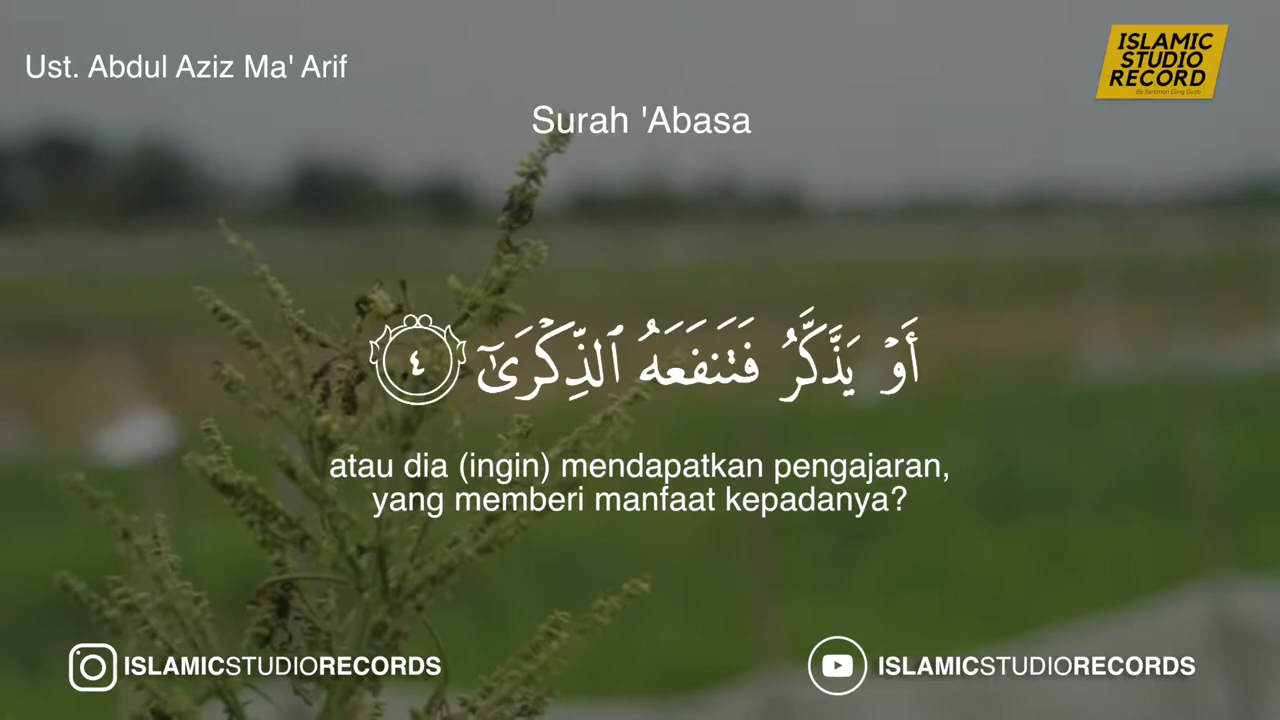 Ust. Abdul Aziz Ma' Arif
ISLAMIC
STUDIO
RECORD
Surah 'Abasa
أَوْ يَذَّكَّرُ فَتَنفَعَهُ ٱلذِّكْرَىٰٓ ٤
atau dia (ingin) mendapatkan pengajaran,
yang memberi manfaat kepadanya?
ISLAMICSTUDIORECORDS
ISLAMICSTUDIORECORDS